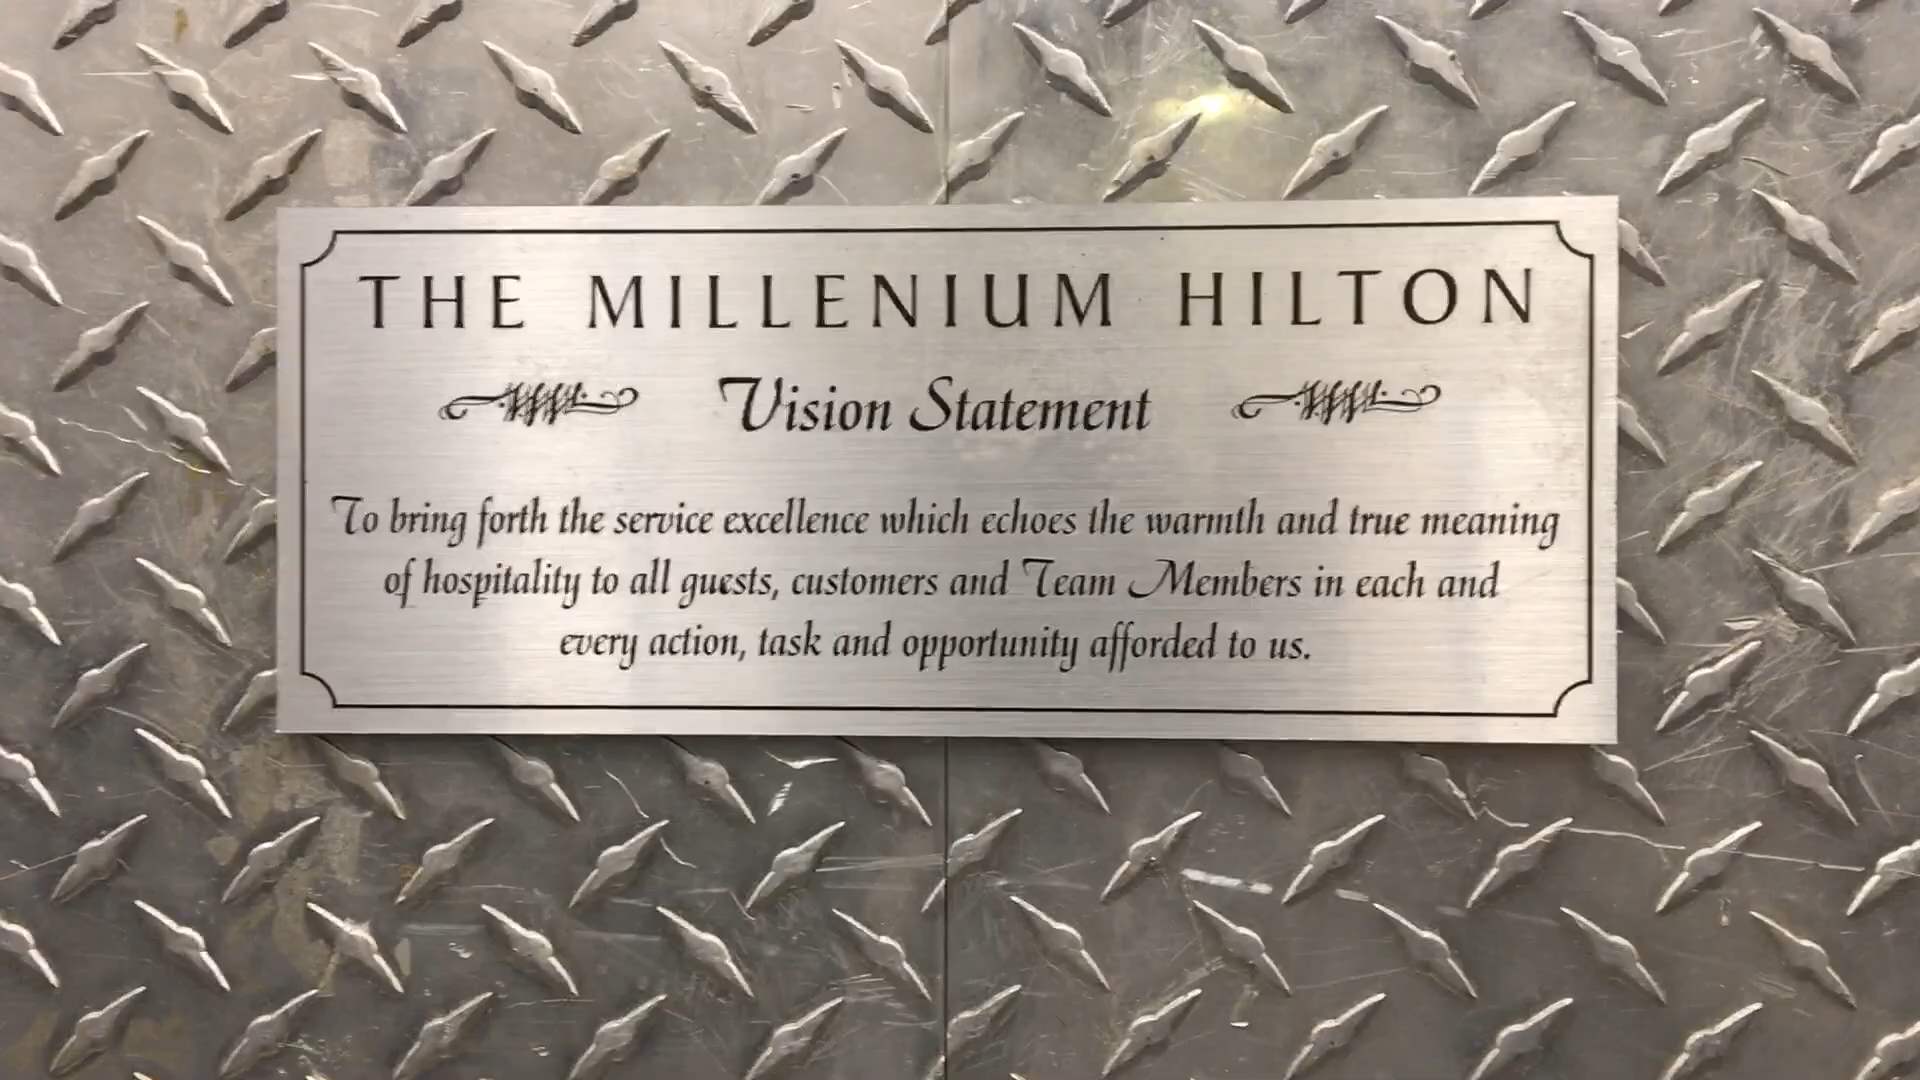 THE MILLENIUM HILTON
Vision Statement
To bring forth the service excellence which echoes the warmth and true meaning
of hospitality to all guests, customers and Team Members in each and
every action, task and opportunity afforded to us.